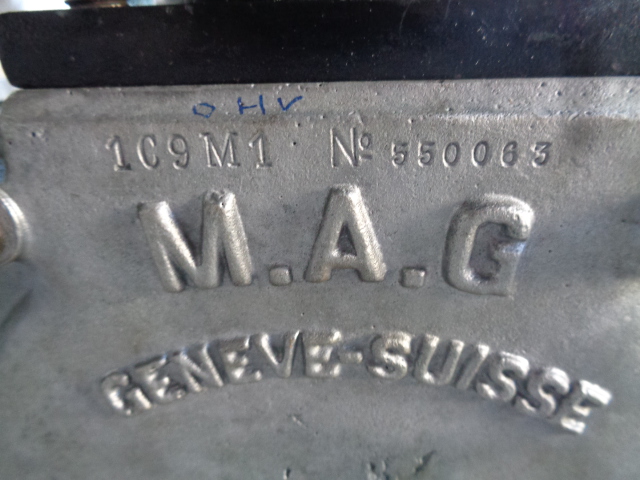 OHV
1C9M1 Nº 550063
M.A.G
GENEVE-SUISSE